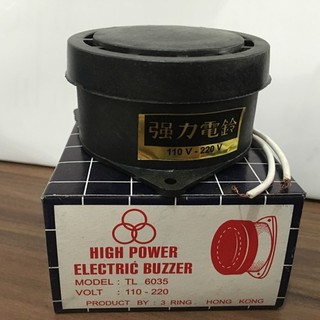 强力電鈴
110 V - 220 V
HIGH POWER
ELECTRIC BUZZER
MODEL : TL 6035
VOLT : 110 - 220
PRODUCT BY : 3 RING, HONG KONG